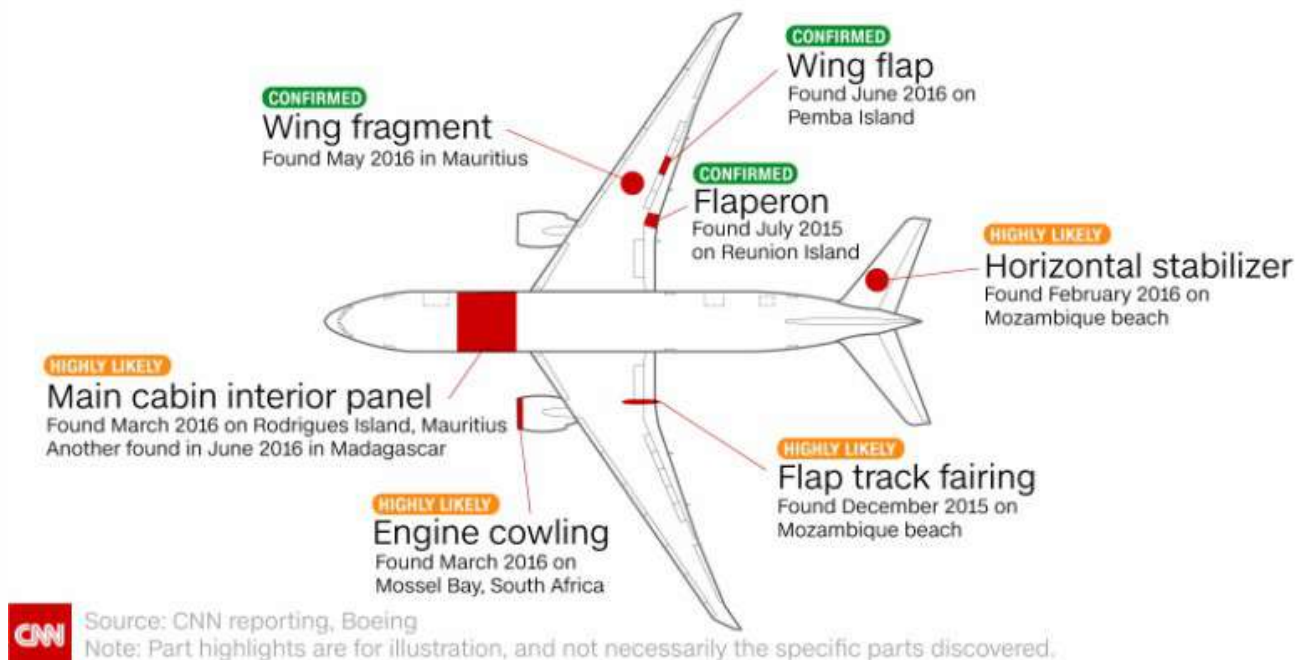 CONFIRMED
Wing flap
Found June 2016 on
Pemba Island
CONFIRMED
Wing fragment
Found May 2016 in Mauritius
CONFIRMED
Flaperon
Found July 2015
on Reunion Island
HIGHLY LIKELY
Horizontal stabilizer
Found February 2016 on
Mozambique beach
HIGHLY LIKELY
Main cabin interior panel
Found March 2016 on Rodrigues Island, Mauritius
Another found in June 2016 in Madagascar
HIGHLY LIKELY
Flap track fairing
Found December 2015 on
Mozambique beach
HIGHLY LIKELY
Engine cowling
Found March 2016 on
Mossel Bay, South Africa
CNN
Source: CNN reporting, Boeing
Note: Part highlights are for illustration, and not necessarily the specific parts discovered.